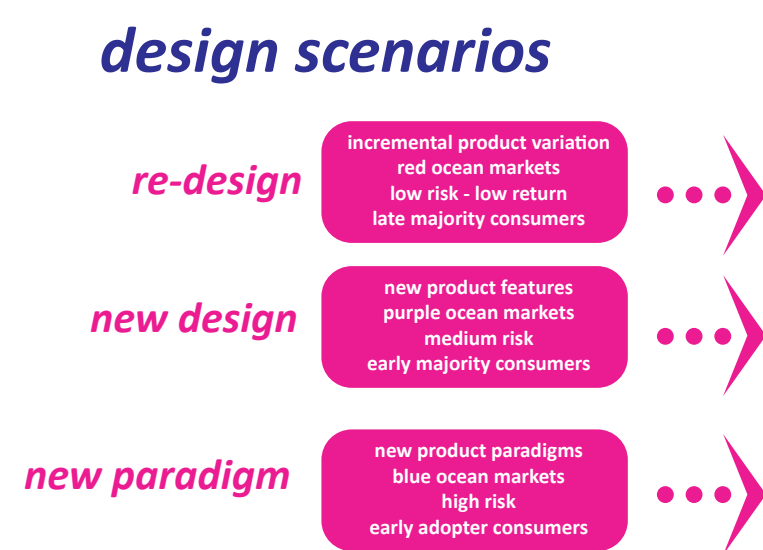 design scenarios
re-design
incremental product variation
red ocean markets
low risk - low return
late majority consumers
new design
new product features
purple ocean markets
medium risk
early majority consumers
new paradigm
new product paradigms
blue ocean markets
high risk
early adopter consumers